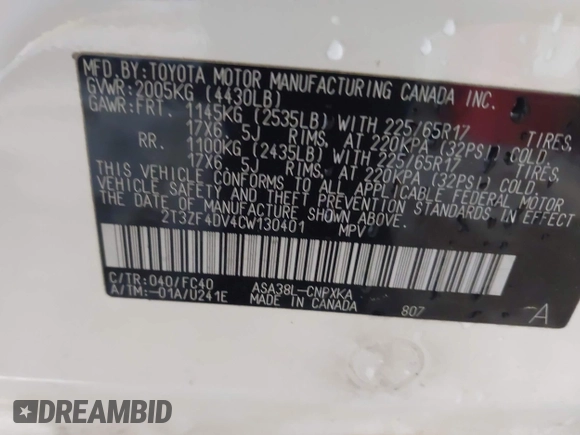 MFD.BY:TOYOTA MOTOR MANUFACTURING CANADA INC.
GVWR:2005KG (4430LB)
GAWR:FRT. 1145KG (2535LB) WITH 225/65R17 TIRES,
17X6.5J RIMS, AT 220KPA (32PSI) COLD.
RR. 1100KG (2435LB) WITH 225/65R17 TIRES,
17X6.5J RIMS, AT 220KPA (32PSI) COLD.
THIS VEHICLE CONFORMS TO ALL APPLICABLE FEDERAL MOTOR
VEHICLE SAFETY STANDARDS IN EFFECT ON
THE DATE OF MANUFACTURE SHOWN ABOVE.
2T3ZF4DV4CW130401 MPV
C/TR:040/FC40 ASA38L-CNPXKA
A/TM:-01A/U241E MADE IN CANADA 807 A
DREAMBID